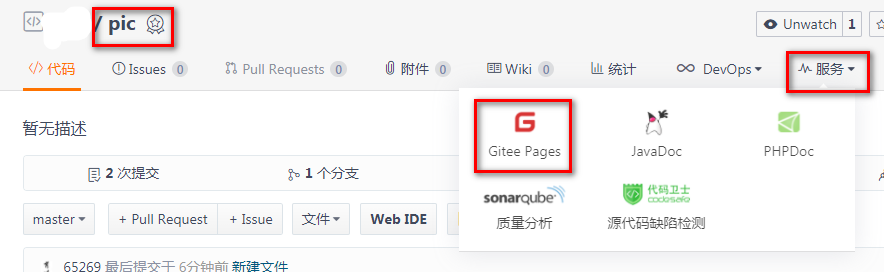 / pic
Unwatch 1
代码 Issues 0 Pull Requests 0 附件 0 Wiki 0 统计 DevOps 服务
G
Gitee Pages JavaDoc PHPDoc
暂无描述
2 次提交 1 个分支
sonarqube 代码卫士 codesafe
质量分析 源代码缺陷检测
master + Pull Request + Issue 文件 Web IDE
65269 最后提交于 6分钟前 新建文件